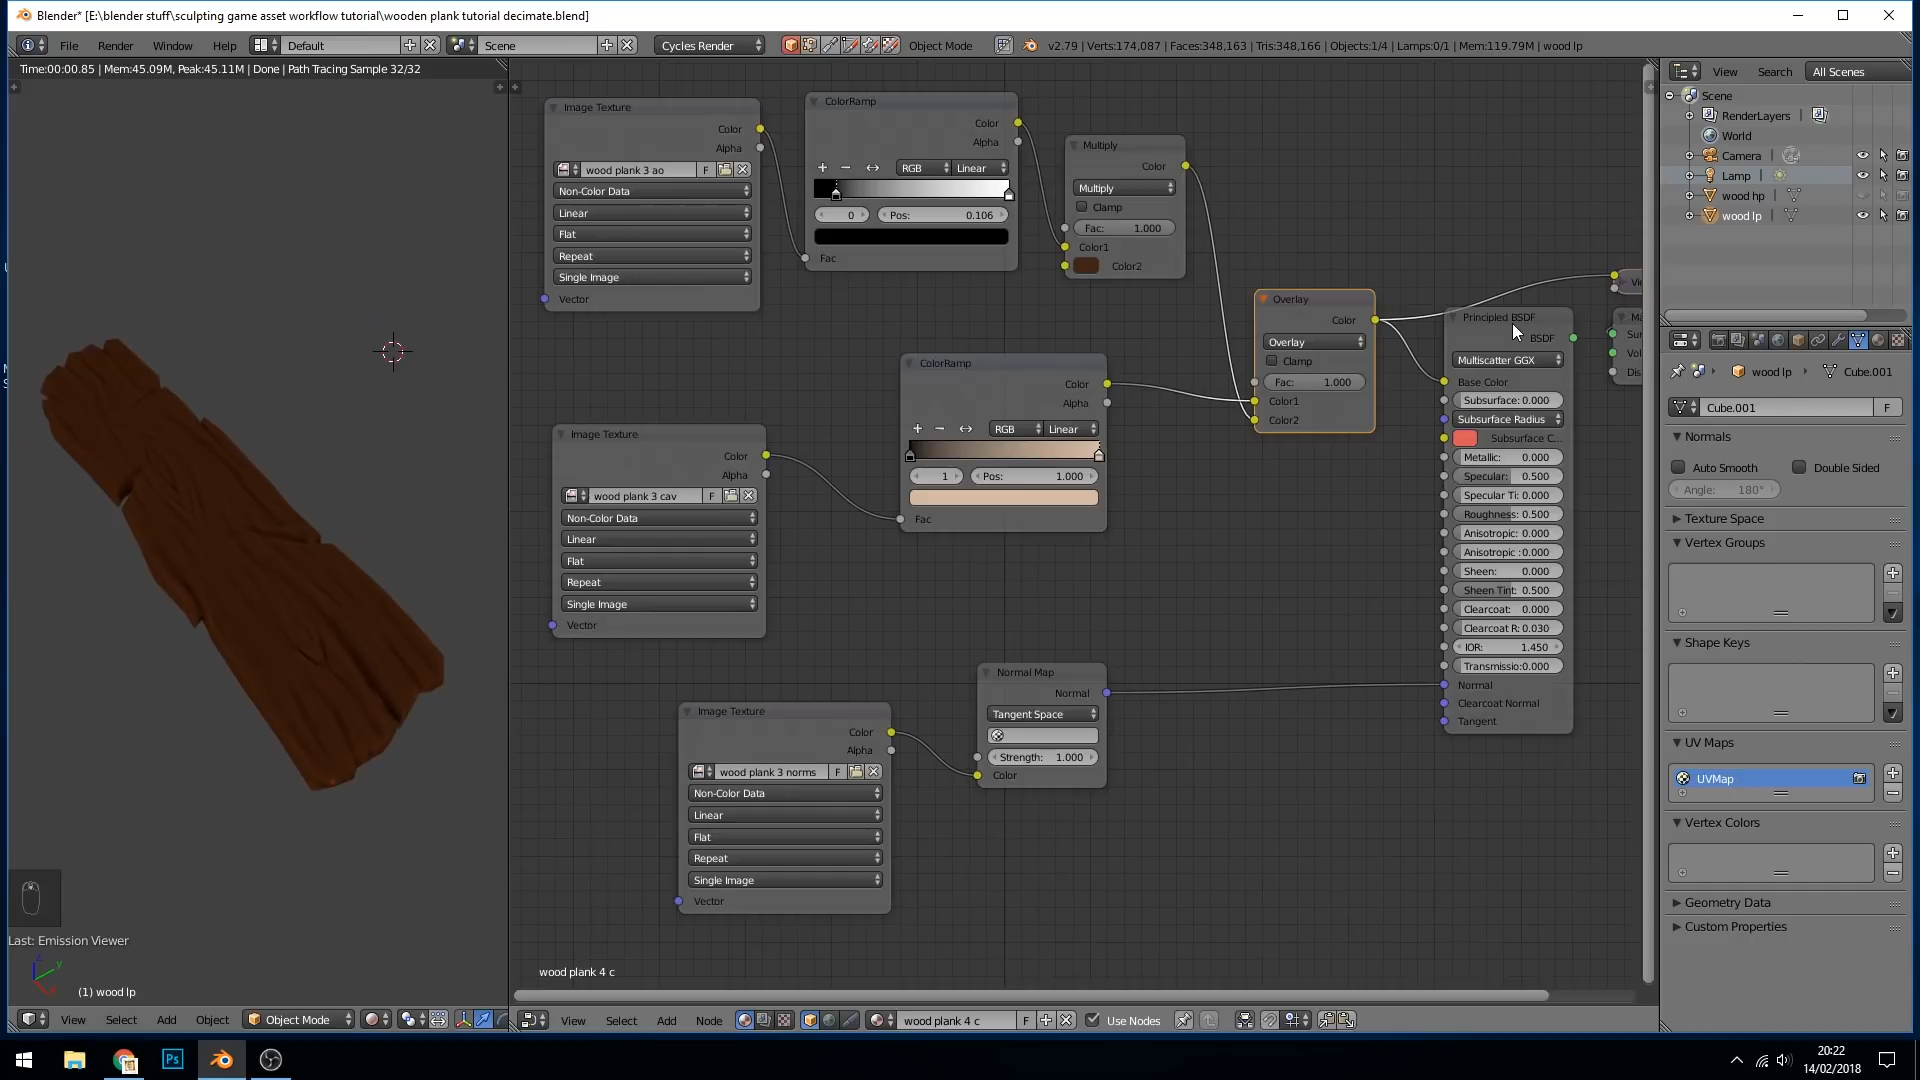 Blender* [E:\blender stuff\sculpting game asset workflow tutorial\wooden plank tutorial decimate.blend]
File Render Window Help Default Scene Cycles Render Object Mode v2.79 | Verts:174,087 | Faces:348,163 | Tris:348,166 | Objects:1/4 | Lamps:0/1 | Mem:119.79M | wood lp
Time:00:00.85 | Mem:45.09M, Peak:45.11M | Done | Path Tracing Sample 32/32
Image Texture
Color
Alpha
wood plank 3 ao F
Non-Color Data
Linear
Flat
Repeat
Single Image
Vector
ColorRamp
Color
Alpha
RGB Linear
0 Pos: 0.106
Fac
Multiply
Color
Multiply
Clamp
Fac: 1.000
Color1
Color2
Image Texture
Color
Alpha
wood plank 3 cav F
Non-Color Data
Linear
Flat
Repeat
Single Image
Vector
ColorRamp
Color
Alpha
RGB Linear
1 Pos: 1.000
Fac
Overlay
Color
Overlay
Clamp
Fac: 1.000
Color1
Color2
Image Texture
Color
Alpha
wood plank 3 norms F
Non-Color Data
Linear
Flat
Repeat
Single Image
Vector
Normal Map
Normal
Tangent Space
Strength: 1.000
Color
Principled BSDF
BSDF
Multiscatter GGX
Base Color
Subsurface: 0.000
Subsurface Radius
Subsurface C...
Metallic: 0.000
Specular: 0.500
Specular Ti: 0.000
Roughness: 0.500
Anisotropic: 0.000
Anisotropic :0.000
Sheen: 0.000
Sheen Tint: 0.500
Clearcoat: 0.000
Clearcoat R: 0.030
IOR: 1.450
Transmissio:0.000
Normal
Clearcoat Normal
Tangent
Vi
Ma
Sur
Vol
Dis
wood plank 4 c
Last: Emission Viewer
(1) wood lp
View Select Add Object Object Mode
View Select Add Node wood plank 4 c F Use Nodes
View Search All Scenes
Scene
RenderLayers
World
Camera
Lamp
wood hp
wood lp
wood lp Cube.001
Cube.001 F
Normals
Auto Smooth Double Sided
Angle: 180°
Texture Space
Vertex Groups
Shape Keys
UV Maps
UVMap
Vertex Colors
Geometry Data
Custom Properties
Ps
20:22
14/02/2018